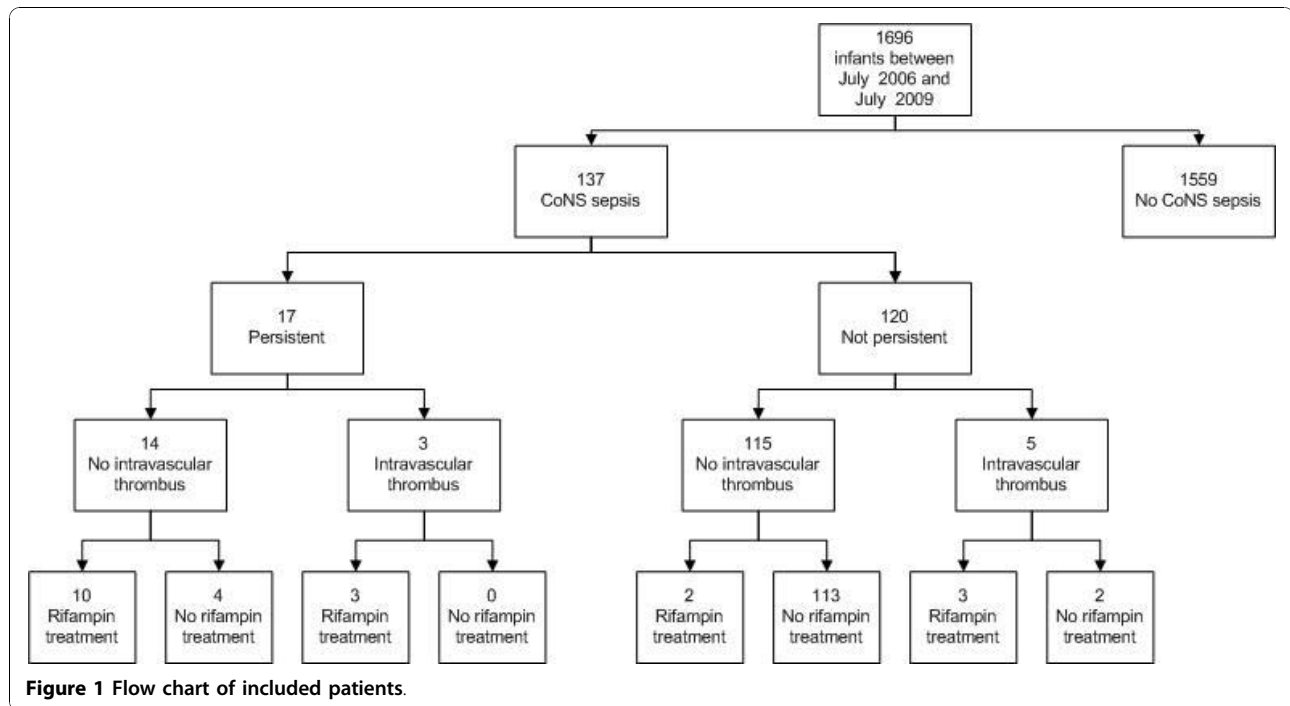 1696
infants between
July 2006 and
July 2009
137
CoNS sepsis
1559
No CoNS sepsis
17
Persistent
120
Not persistent
14
No intravascular
thrombus
3
Intravascular
thrombus
115
No intravascular
thrombus
5
Intravascular
thrombus
10
Rifampin
treatment
4
No rifampin
treatment
3
Rifampin
treatment
0
No rifampin
treatment
2
Rifampin
treatment
113
No rifampin
treatment
3
Rifampin
treatment
2
No rifampin
treatment
Figure 1 Flow chart of included patients.